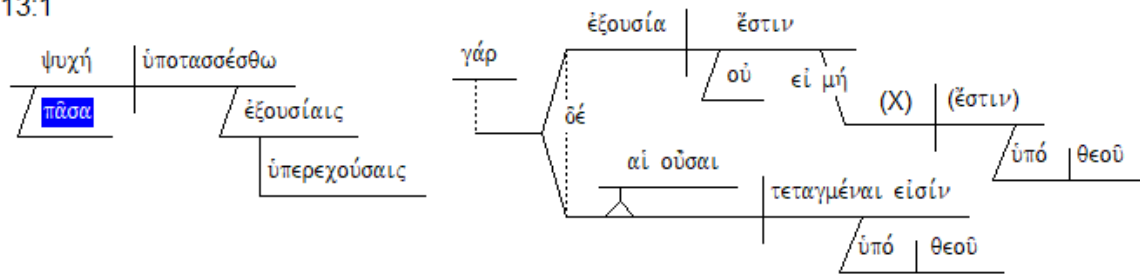 13:1
ψυχή ὑποτασσέσθω
πᾶσα ἐξουσίαις
ὑπερεχούσαις
γάρ ἐξουσία ἔστιν
οὐ εἰ μή (X) (ἔστιν)
ὑπό θεοῦ
δέ
αἱ οὖσαι τεταγμέναι εἰσίν
ὑπό θεοῦ